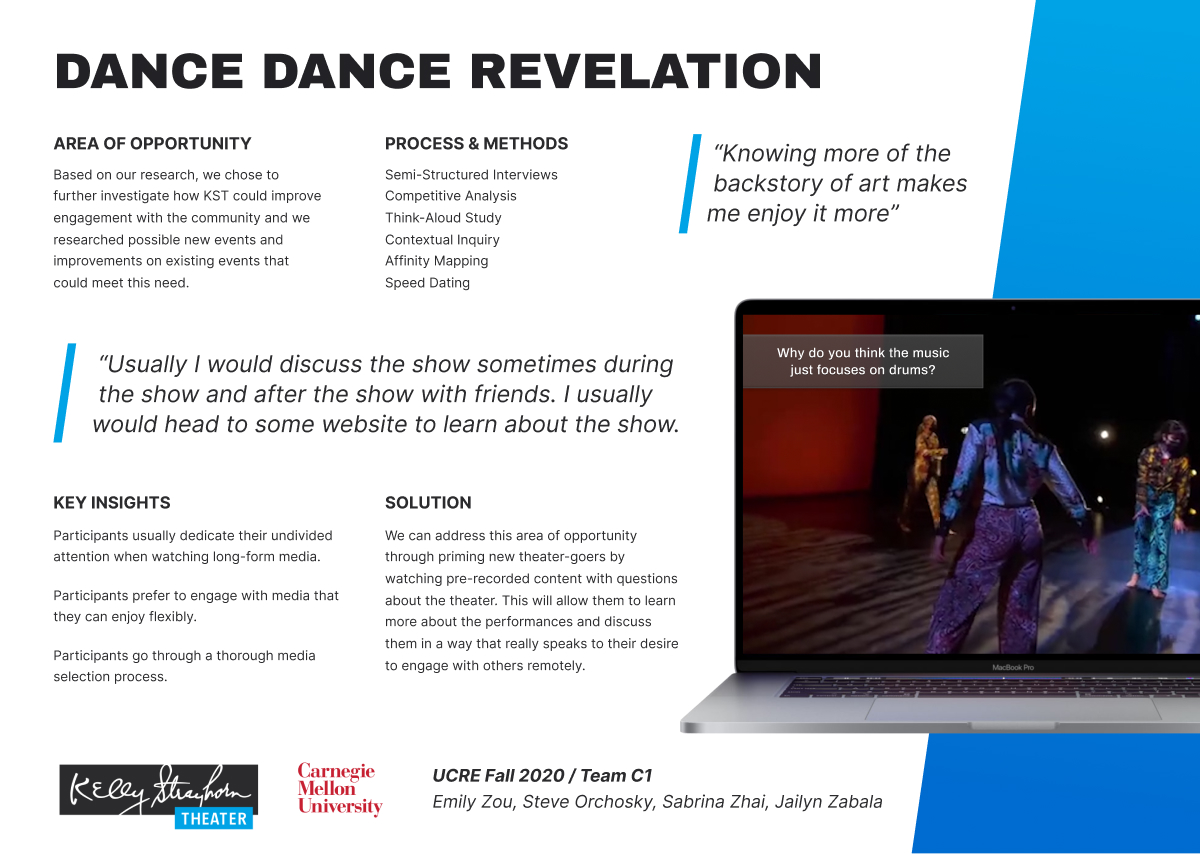 DANCE DANCE REVELATION
AREA OF OPPORTUNITY
Based on our research, we chose to
further investigate how KST could improve
engagement with the community and we
researched possible new events and
improvements on existing events that
could meet this need.
PROCESS & METHODS
Semi-Structured Interviews
Competitive Analysis
Think-Aloud Study
Contextual Inquiry
Affinity Mapping
Speed Dating
“Knowing more of the
backstory of art makes
me enjoy it more”
“Usually I would discuss the show sometimes during
the show and after the show with friends. I usually
would head to some website to learn about the show.
Why do you think the music
just focuses on drums?
MacBook Pro
KEY INSIGHTS
Participants usually dedicate their undivided
attention when watching long-form media.
Participants prefer to engage with media that
they can enjoy flexibly.
Participants go through a thorough media
selection process.
SOLUTION
We can address this area of opportunity
through priming new theater-goers by
watching pre-recorded content with questions
about the theater. This will allow them to learn
more about the performances and discuss
them in a way that really speaks to their desire
to engage with others remotely.
Kelly Strayhorn
THEATER
Carnegie
Mellon
University
UCRE Fall 2020 / Team C1
Emily Zou, Steve Orchosky, Sabrina Zhai, Jailyn Zabala